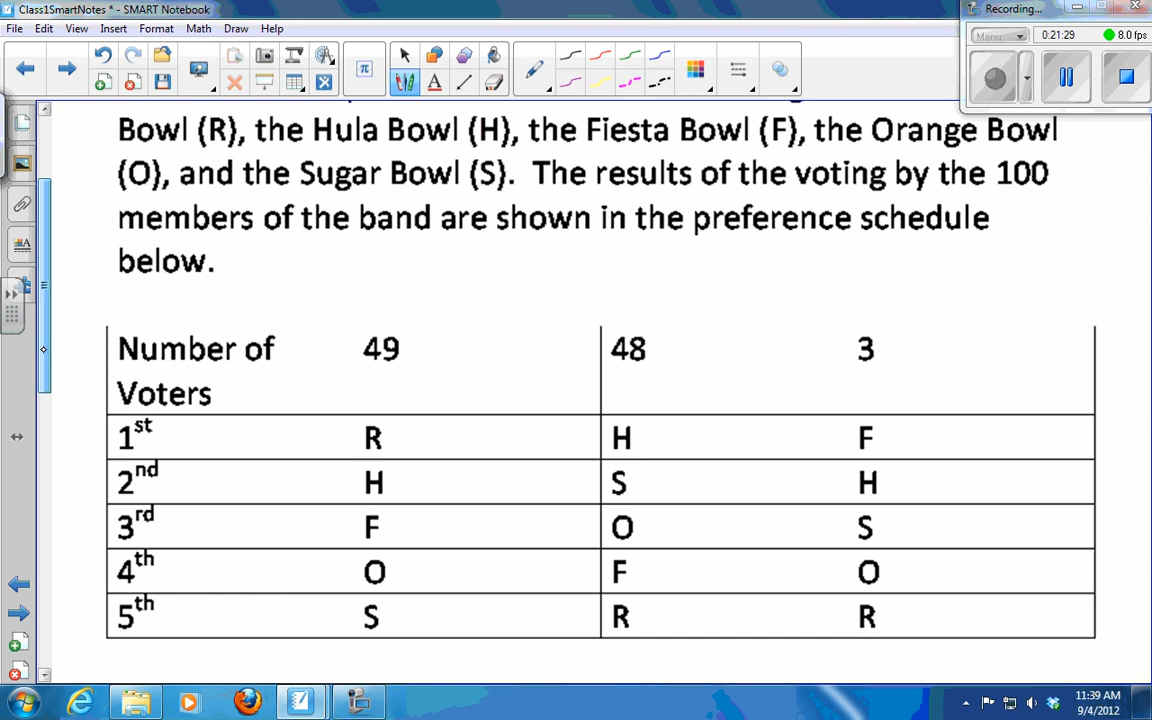 Class1SmartNotes * - SMART Notebook
Recording...
File Edit View Insert Format Math Draw Help
Menu
0:21:29
8.0 fps
Bowl (R), the Hula Bowl (H), the Fiesta Bowl (F), the Orange Bowl
(O), and the Sugar Bowl (S). The results of the voting by the 100
members of the band are shown in the preference schedule
below.
Number of 49 48 3
Voters
1st R H F
2nd H S H
3rd F O S
4th O F O
5th S R R
11:39 AM
9/4/2012